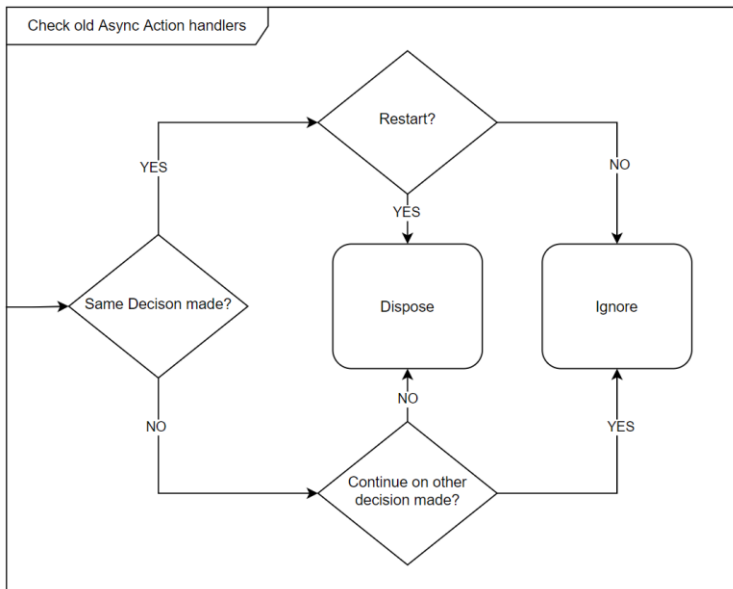 Check old Async Action handlers
Restart?
YES
NO
YES
Same Decison made?
Dispose
Ignore
NO
NO
YES
Continue on other
decision made?